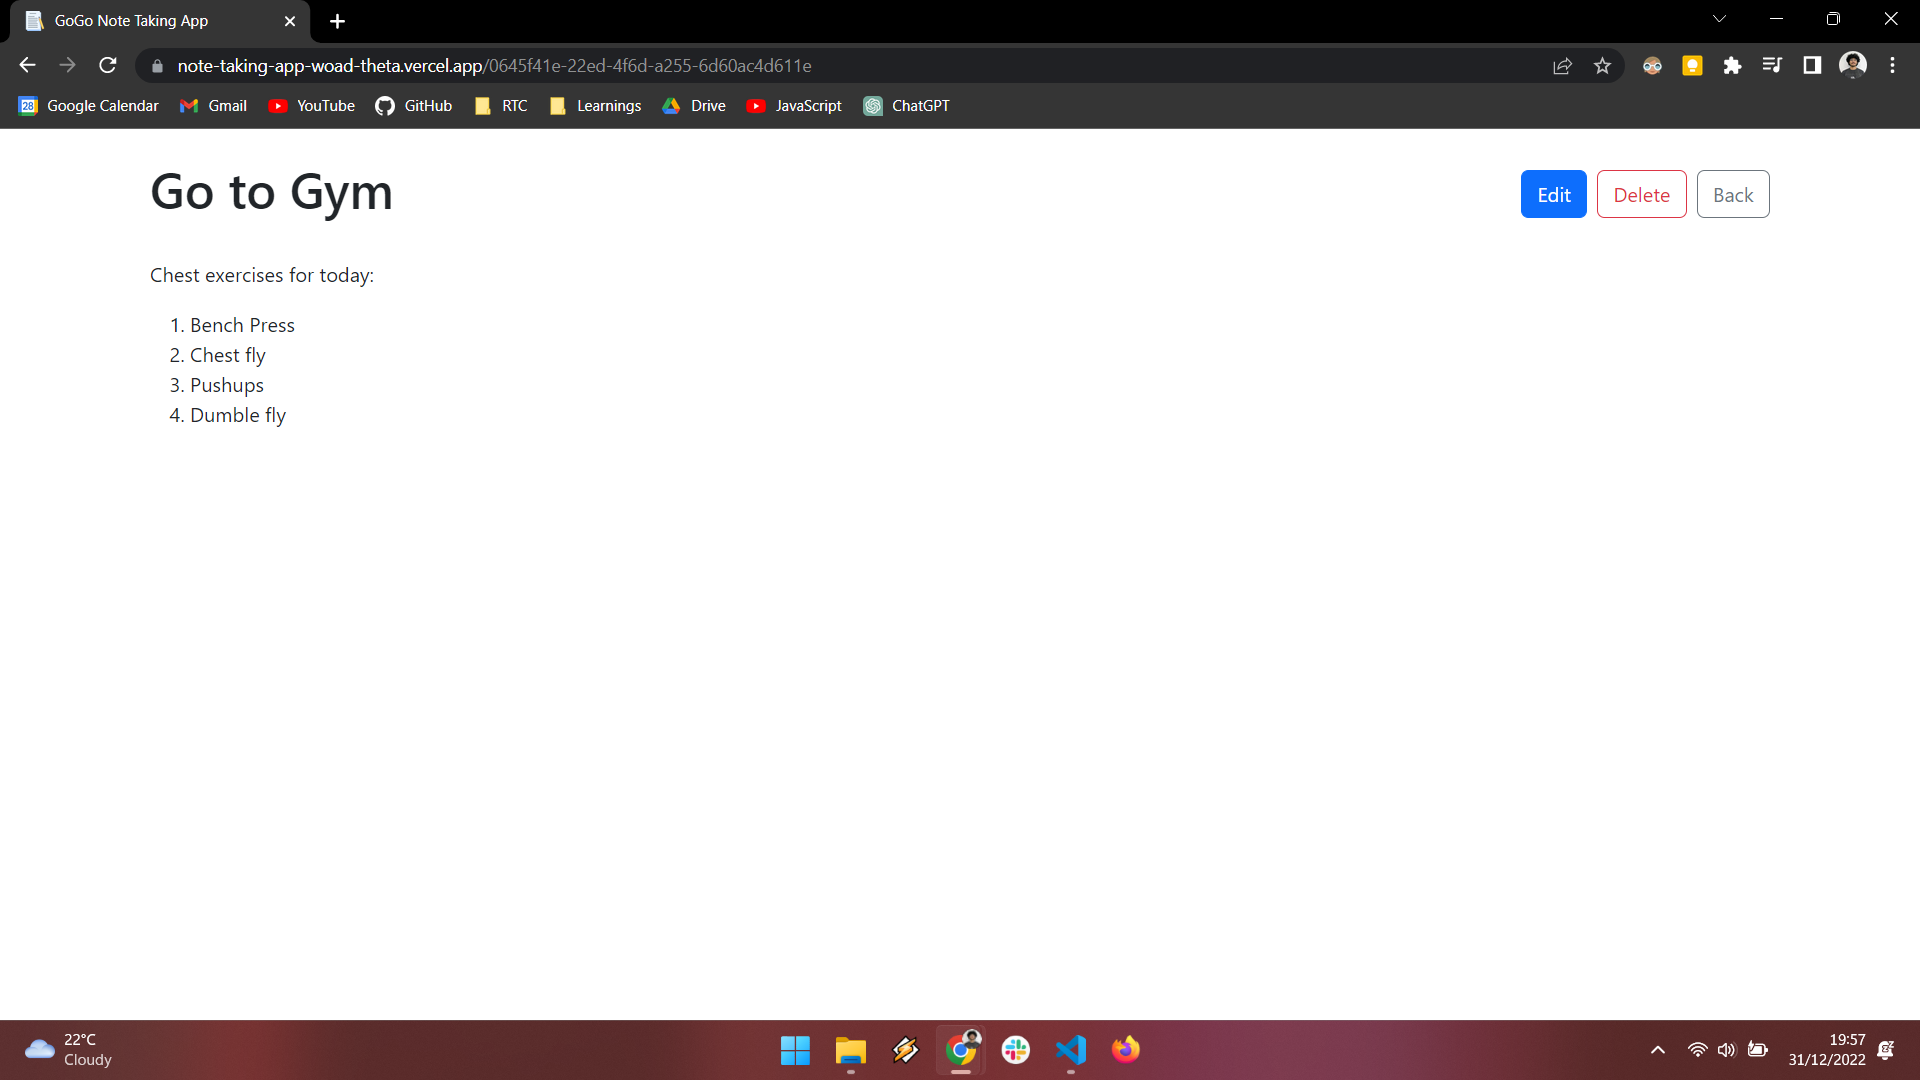 GoGo Note Taking App
note-taking-app-woad-theta.vercel.app/0645f41e-22ed-4f6d-a255-6d60ac4d611e
28 Google Calendar Gmail YouTube GitHub RTC Learnings Drive JavaScript ChatGPT
Go to Gym
Edit Delete Back
Chest exercises for today:
1. Bench Press
2. Chest fly
3. Pushups
4. Dumble fly
22°C
Cloudy
19:57
31/12/2022